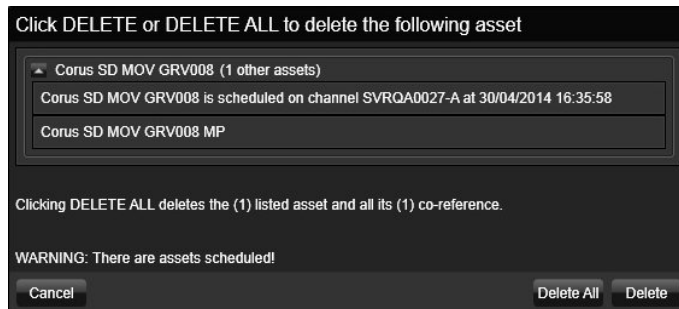 Click DELETE or DELETE ALL to delete the following asset
Corus SD MOV GRV008 (1 other assets)
Corus SD MOV GRV008 is scheduled on channel SVRQA0027-A at 30/04/2014 16:35:58
Corus SD MOV GRV008 MP
Clicking DELETE ALL deletes the (1) listed asset and all its (1) co-reference.
WARNING: There are assets scheduled!
Cancel Delete All Delete